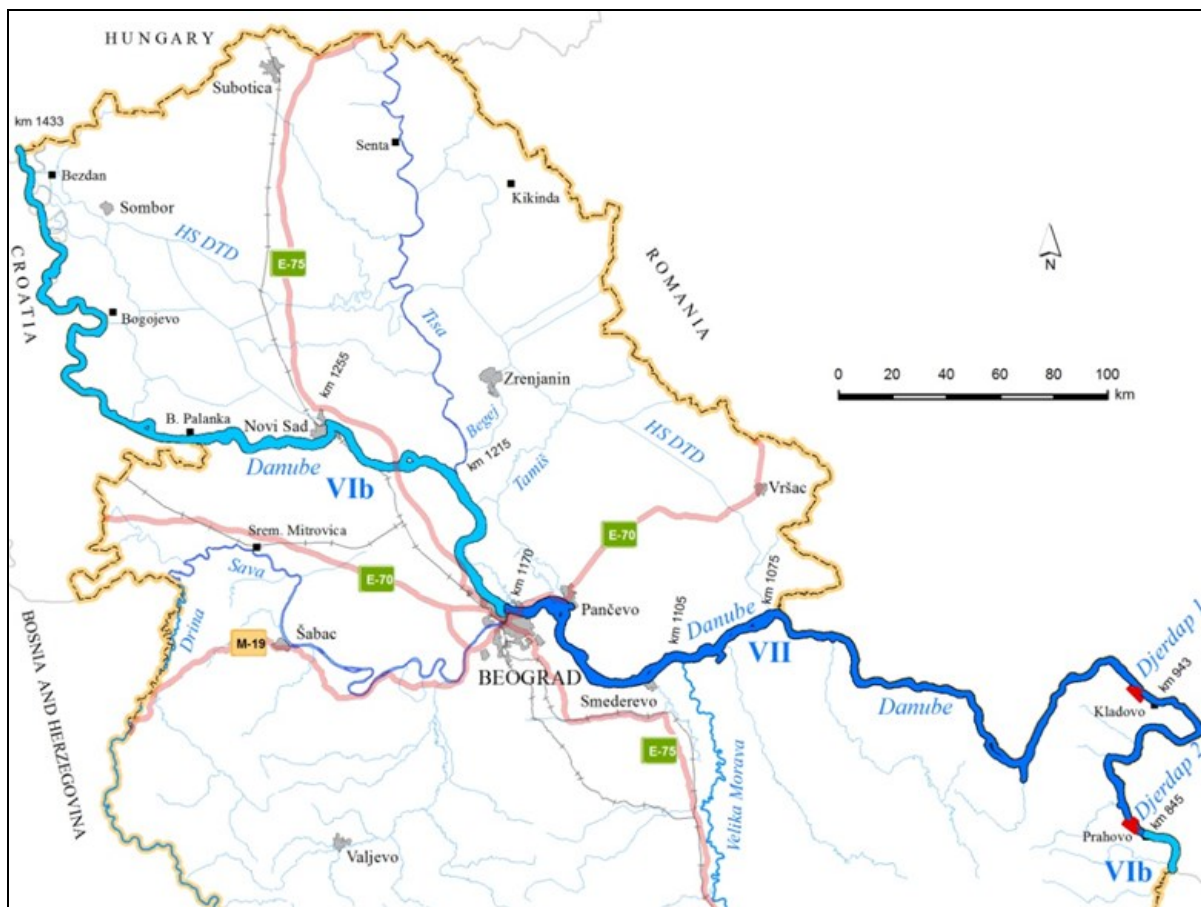 HUNGARY
Subotica
km 1433
Senta
Bezdan
Kikinda
Sombor
HS DTD
CROATIA
E-75
ROMANIA
N
Bogojevo
Tisa
0 20 40 60 80 100
km
Zrenjanin
km 1255
B. Palanka
Novi Sad
Begej
km 1215
HS DTD
Danube
VIb
Tamiš
Vršac
Srem. Mitrovica
E-70
Sava
E-70
km 1170
Pančevo
km 1105
km 1075
Danube
VII
Drina
M-19
Šabac
BEOGRAD
Smederevo
Danube
Djerdap 1
km 943
Kladovo
BOSNIA AND HERZEGOVINA
E-75
Velika Morava
Djerdap 2
km 845
Prahovo
VIb
Valjevo